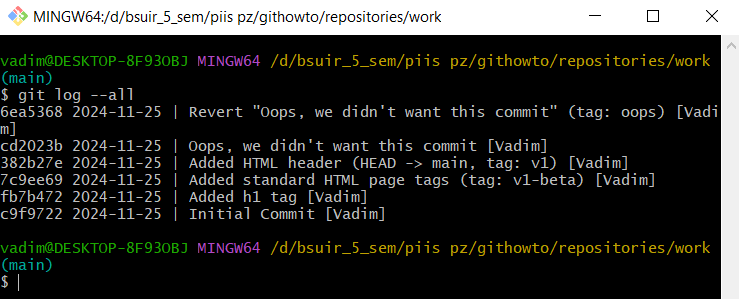 MINGW64:/d/bsuir_5_sem/piis pz/githowto/repositories/work
vadim@DESKTOP-8F93OBJ MINGW64 /d/bsuir_5_sem/piis pz/githowto/repositories/work
(main)
$ git log --all
6ea5368 2024-11-25 | Revert "Oops, we didn't want this commit" (tag: oops) [Vadi
m]
cd2023b 2024-11-25 | Oops, we didn't want this commit [Vadim]
382b27e 2024-11-25 | Added HTML header (HEAD -> main, tag: v1) [Vadim]
7c9ee69 2024-11-25 | Added standard HTML page tags (tag: v1-beta) [Vadim]
fb7b472 2024-11-25 | Added h1 tag [Vadim]
c9f9722 2024-11-25 | Initial Commit [Vadim]
vadim@DESKTOP-8F93OBJ MINGW64 /d/bsuir_5_sem/piis pz/githowto/repositories/work
(main)
$